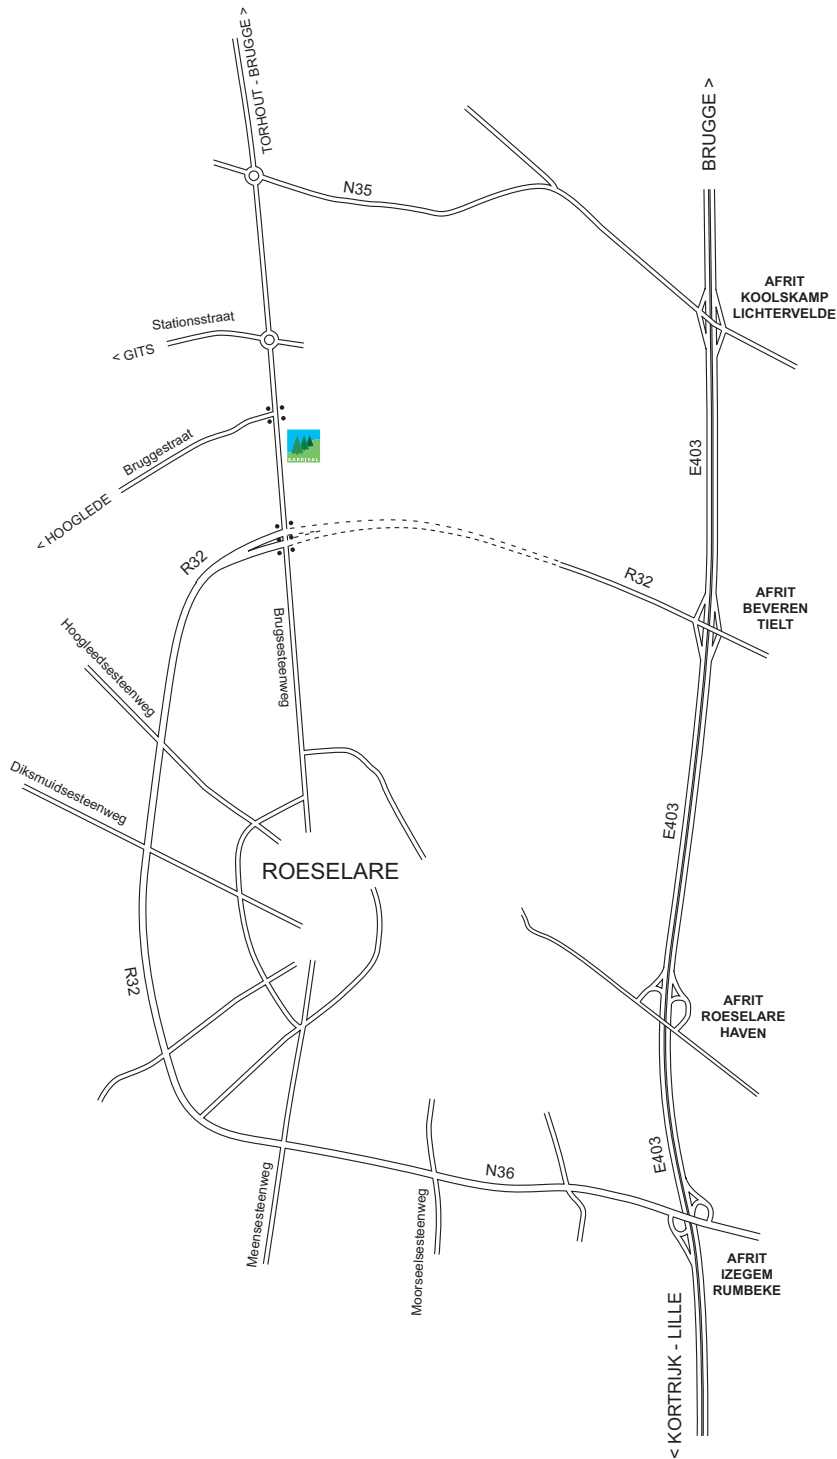 TORHOUT - BRUGGE >
BRUGGE >
N35
AFRIT
KOOLSKAMP
LICHTERVELDE
Stationsstraat
< GITS
Bruggestraat
< HOOGLEDE
GARDIVAL
E403
R32
R32
AFRIT
BEVEREN
TIELT
Hoogleedsesteenweg
Brugsesteenweg
Diksmuidsesteenweg
E403
ROESELARE
R32
AFRIT
ROESELARE
HAVEN
E403
N36
Meensesteenweg
Moorseelsesteenweg
AFRIT
IZEGEM
RUMBEKE
< KORTRIJK - LILLE